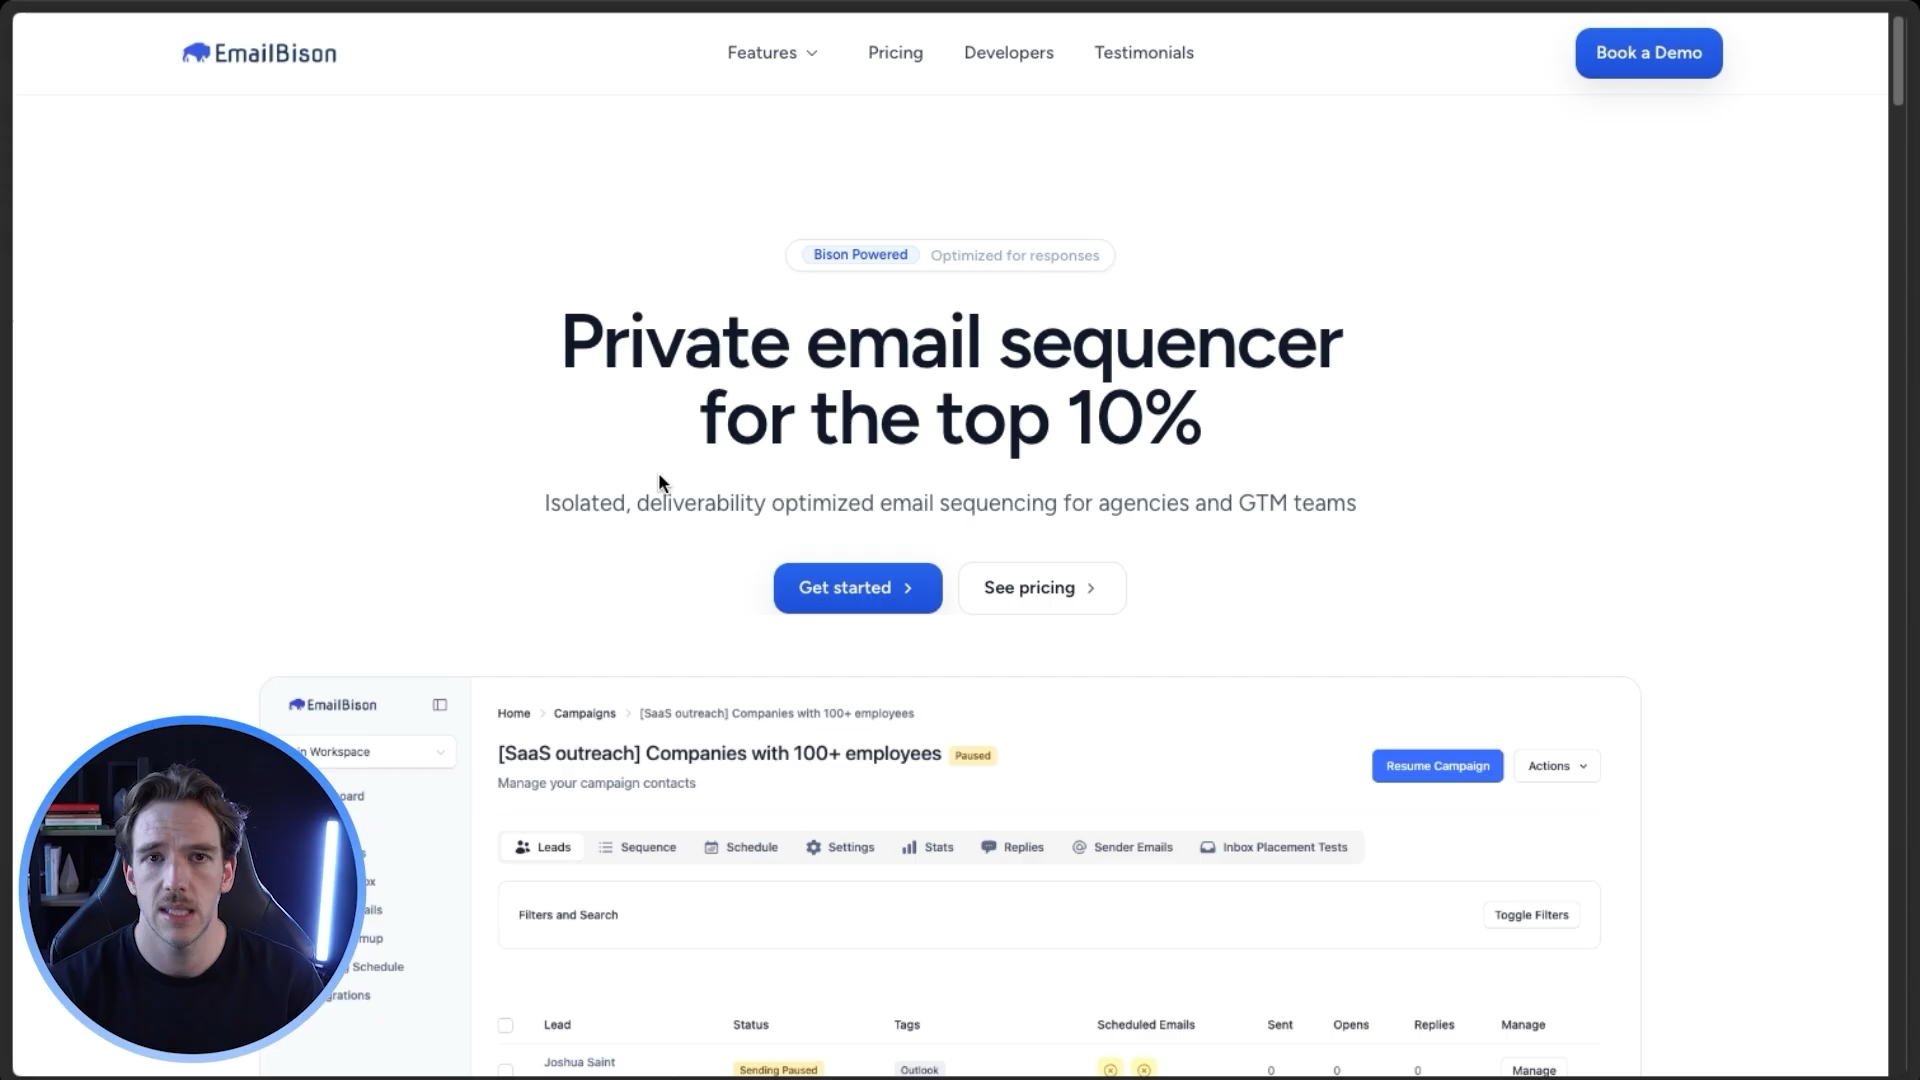 EmailBison
Features
Pricing
Developers
Testimonials
Book a Demo
Bison Powered
Optimized for responses
Private email sequencer
for the top 10%
Isolated, deliverability optimized email sequencing for agencies and GTM teams
Get started
See pricing
EmailBison
Workspace
Schedule
Home
Campaigns
[SaaS outreach] Companies with 100+ employees
[SaaS outreach] Companies with 100+ employees
Paused
Manage your campaign contacts
Resume Campaign
Actions
Leads
Sequence
Schedule
Settings
Stats
Replies
Sender Emails
Inbox Placement Tests
Filters and Search
Toggle Filters
Lead
Status
Tags
Scheduled Emails
Sent
Opens
Replies
Manage
Joshua Saint
Sending Paused
Outlook
0
0
0
Manage